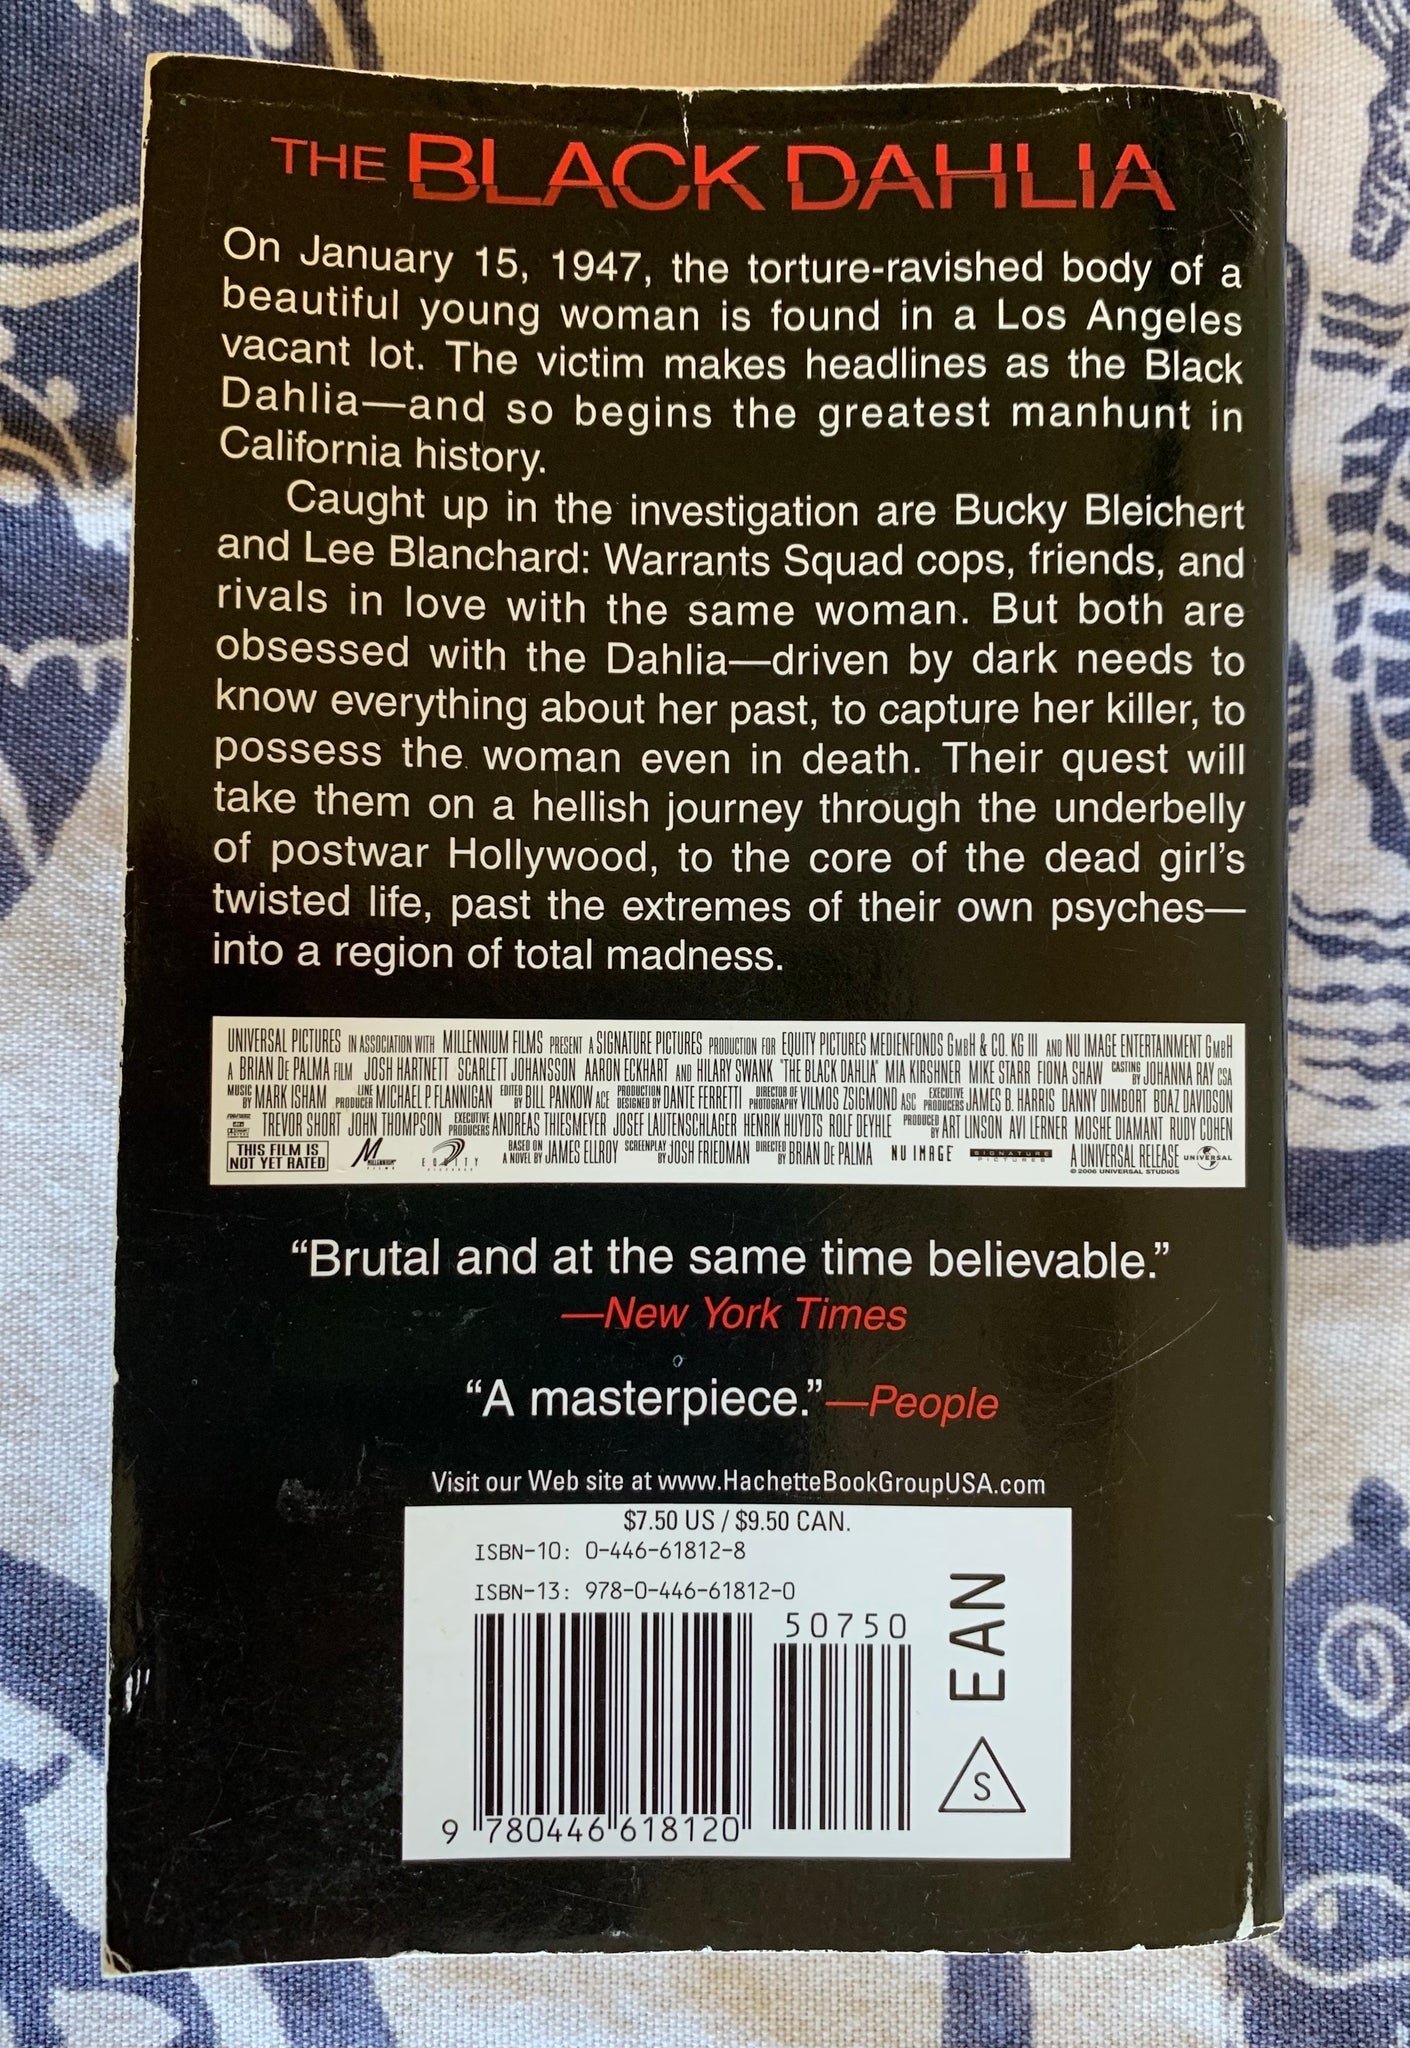 THE BLACK DAHLIA
On January 15, 1947, the torture-ravished body of a
beautiful young woman is found in a Los Angeles
vacant lot. The victim makes headlines as the Black
Dahlia—and so begins the greatest manhunt in
California history.
Caught up in the investigation are Bucky Bleichert
and Lee Blanchard: Warrants Squad cops, friends, and
rivals in love with the same woman. But both are
obsessed with the Dahlia—driven by dark needs to
know everything about her past, to capture her killer, to
possess the woman even in death. Their quest will
take them on a hellish journey through the underbelly
of postwar Hollywood, to the core of the dead girl's
twisted life, past the extremes of their own psyches—
into a region of total madness.
UNIVERSAL PICTURES IN ASSOCIATION WITH MILLENNIUM FILMS PRESENT A SIGNATURE PICTURES PRODUCTION FOR EQUITY PICTURES MEDIENFONDS GMBH & CO. KG III AND NU IMAGE ENTERTAINMENT GMBH
A BRIAN DE PALMA FILM JOSH HARTNETT SCARLETT JOHANSSON AARON ECKHART AND HILARY SWANK "THE BLACK DAHLIA" MIA KIRSHNER MIKE STARR FIONA SHAW CASTING BY JOHANNA RAY CSA
MUSIC BY MARK ISHAM LINE PRODUCER MICHAEL P. FLANNIGAN EDITED BY BILL PANKOW ACE PRODUCTION DESIGNED BY DANTE FERRETTI DIRECTOR OF PHOTOGRAPHY VILMOS ZSIGMOND ASC EXECUTIVE PRODUCERS JAMES B. HARRIS DANNY DIMBORT BOAZ DAVIDSON
TREVOR SHORT JOHN THOMPSON EXECUTIVE PRODUCERS ANDREAS THIESMEYER JOSEF LAUTENSCHLAGER HENRIK HUYDTS ROLF DEYHLE PRODUCED BY ART LINSON AVI LERNER MOSHE DIAMANT RUDY COHEN
THIS FILM IS NOT YET RATED MILLENNIUM FILMS EQUITY PICTURES BASED ON A NOVEL BY JAMES ELLROY SCREENPLAY BY JOSH FRIEDMAN DIRECTED BY BRIAN DE PALMA NU IMAGE SIGNATURE PICTURES A UNIVERSAL RELEASE UNIVERSAL
© 2006 UNIVERSAL STUDIOS
“Brutal and at the same time believable.”
—New York Times
“A masterpiece.”—People
Visit our Web site at www.HachetteBookGroupUSA.com
$7.50 US / $9.50 CAN.
ISBN-10: 0-446-61812-8
ISBN-13: 978-0-446-61812-0
50750
EAN
S
9 780446 618120